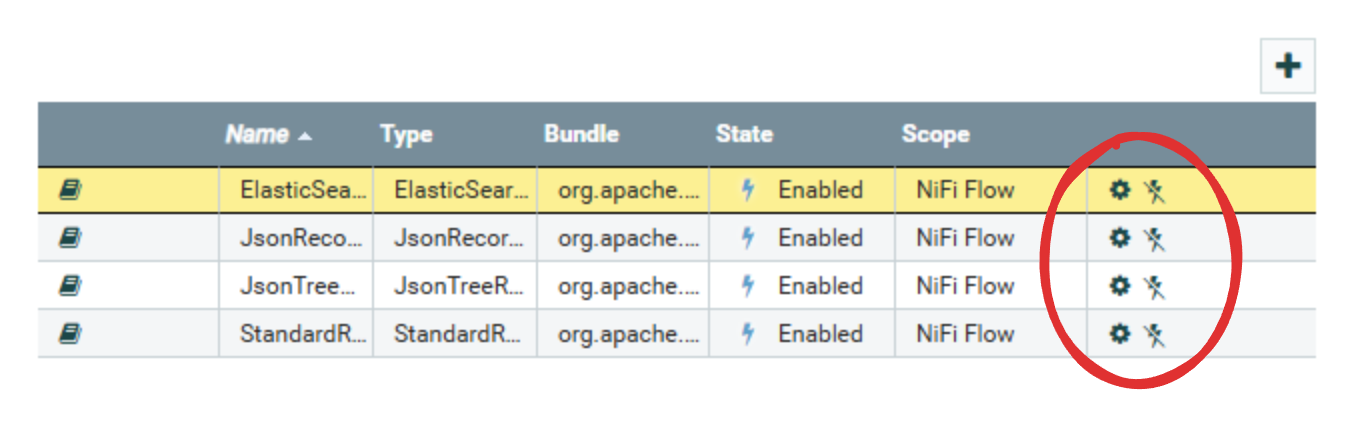 Name Type Bundle State Scope
ElasticSea... ElasticSear... org.apache.... Enabled NiFi Flow
JsonReco... JsonRecor... org.apache.... Enabled NiFi Flow
JsonTree... JsonTreeR... org.apache.... Enabled NiFi Flow
StandardR... StandardR... org.apache.... Enabled NiFi Flow